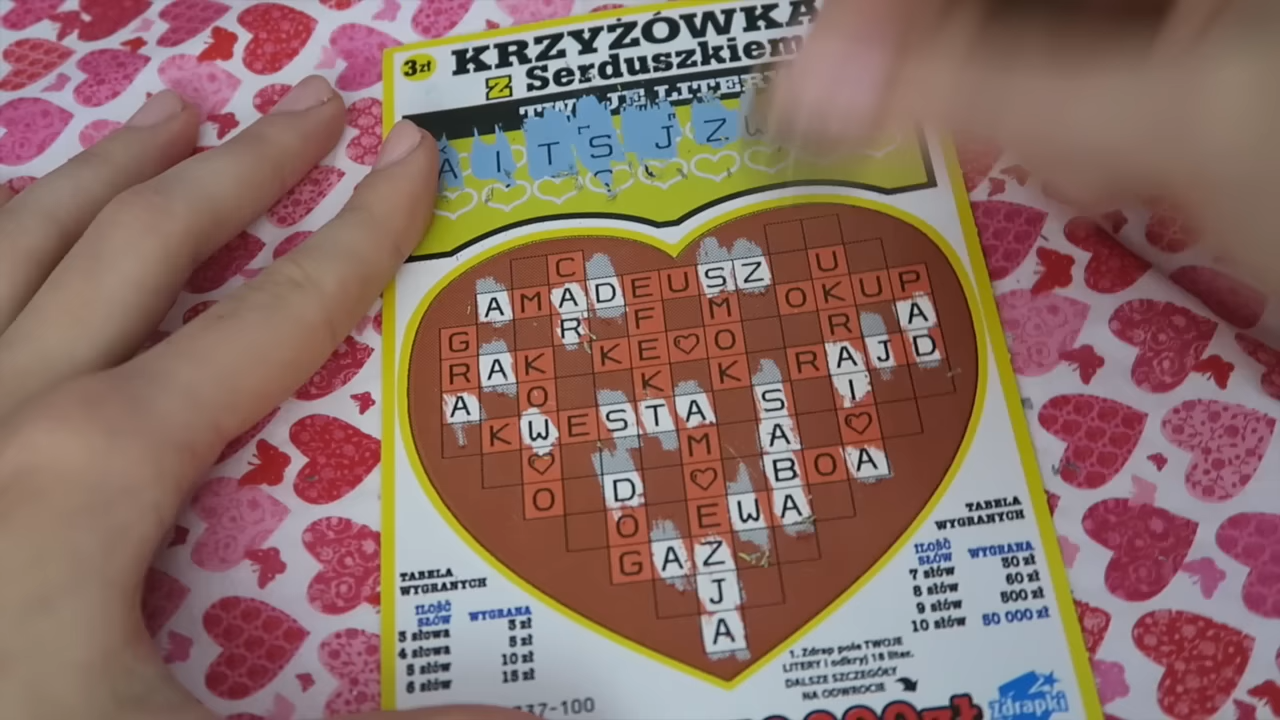 3zł
KRZYŻÓWKA
Z Serduszkiem
A I T S J Z W
C
A M A D E U S Z
U
O K U P
R
F
M
R
A
G
A
K
K E
O
R A J D
R
K
K
I
A
O
S
K W E S T A
A
M
D
B O A
O
E W A
O
G A Z
J
A
TABELA
WYGRANYCH
ILOŚĆ
SŁÓW
WYGRANA
3 słowa 3 zł
4 słowa 5 zł
5 słów 10 zł
6 słów 15 zł
TABELA
WYGRANYCH
ILOŚĆ
SŁÓW
WYGRANA
7 słów 30 zł
8 słów 60 zł
9 słów 500 zł
10 słów 50 000 zł
1. Zdrap pole TWOJE
LITERY i odkryj 18 liter.
DALSZE SZCZEGÓŁY
NA ODWROCIE
37-100
zdrapki